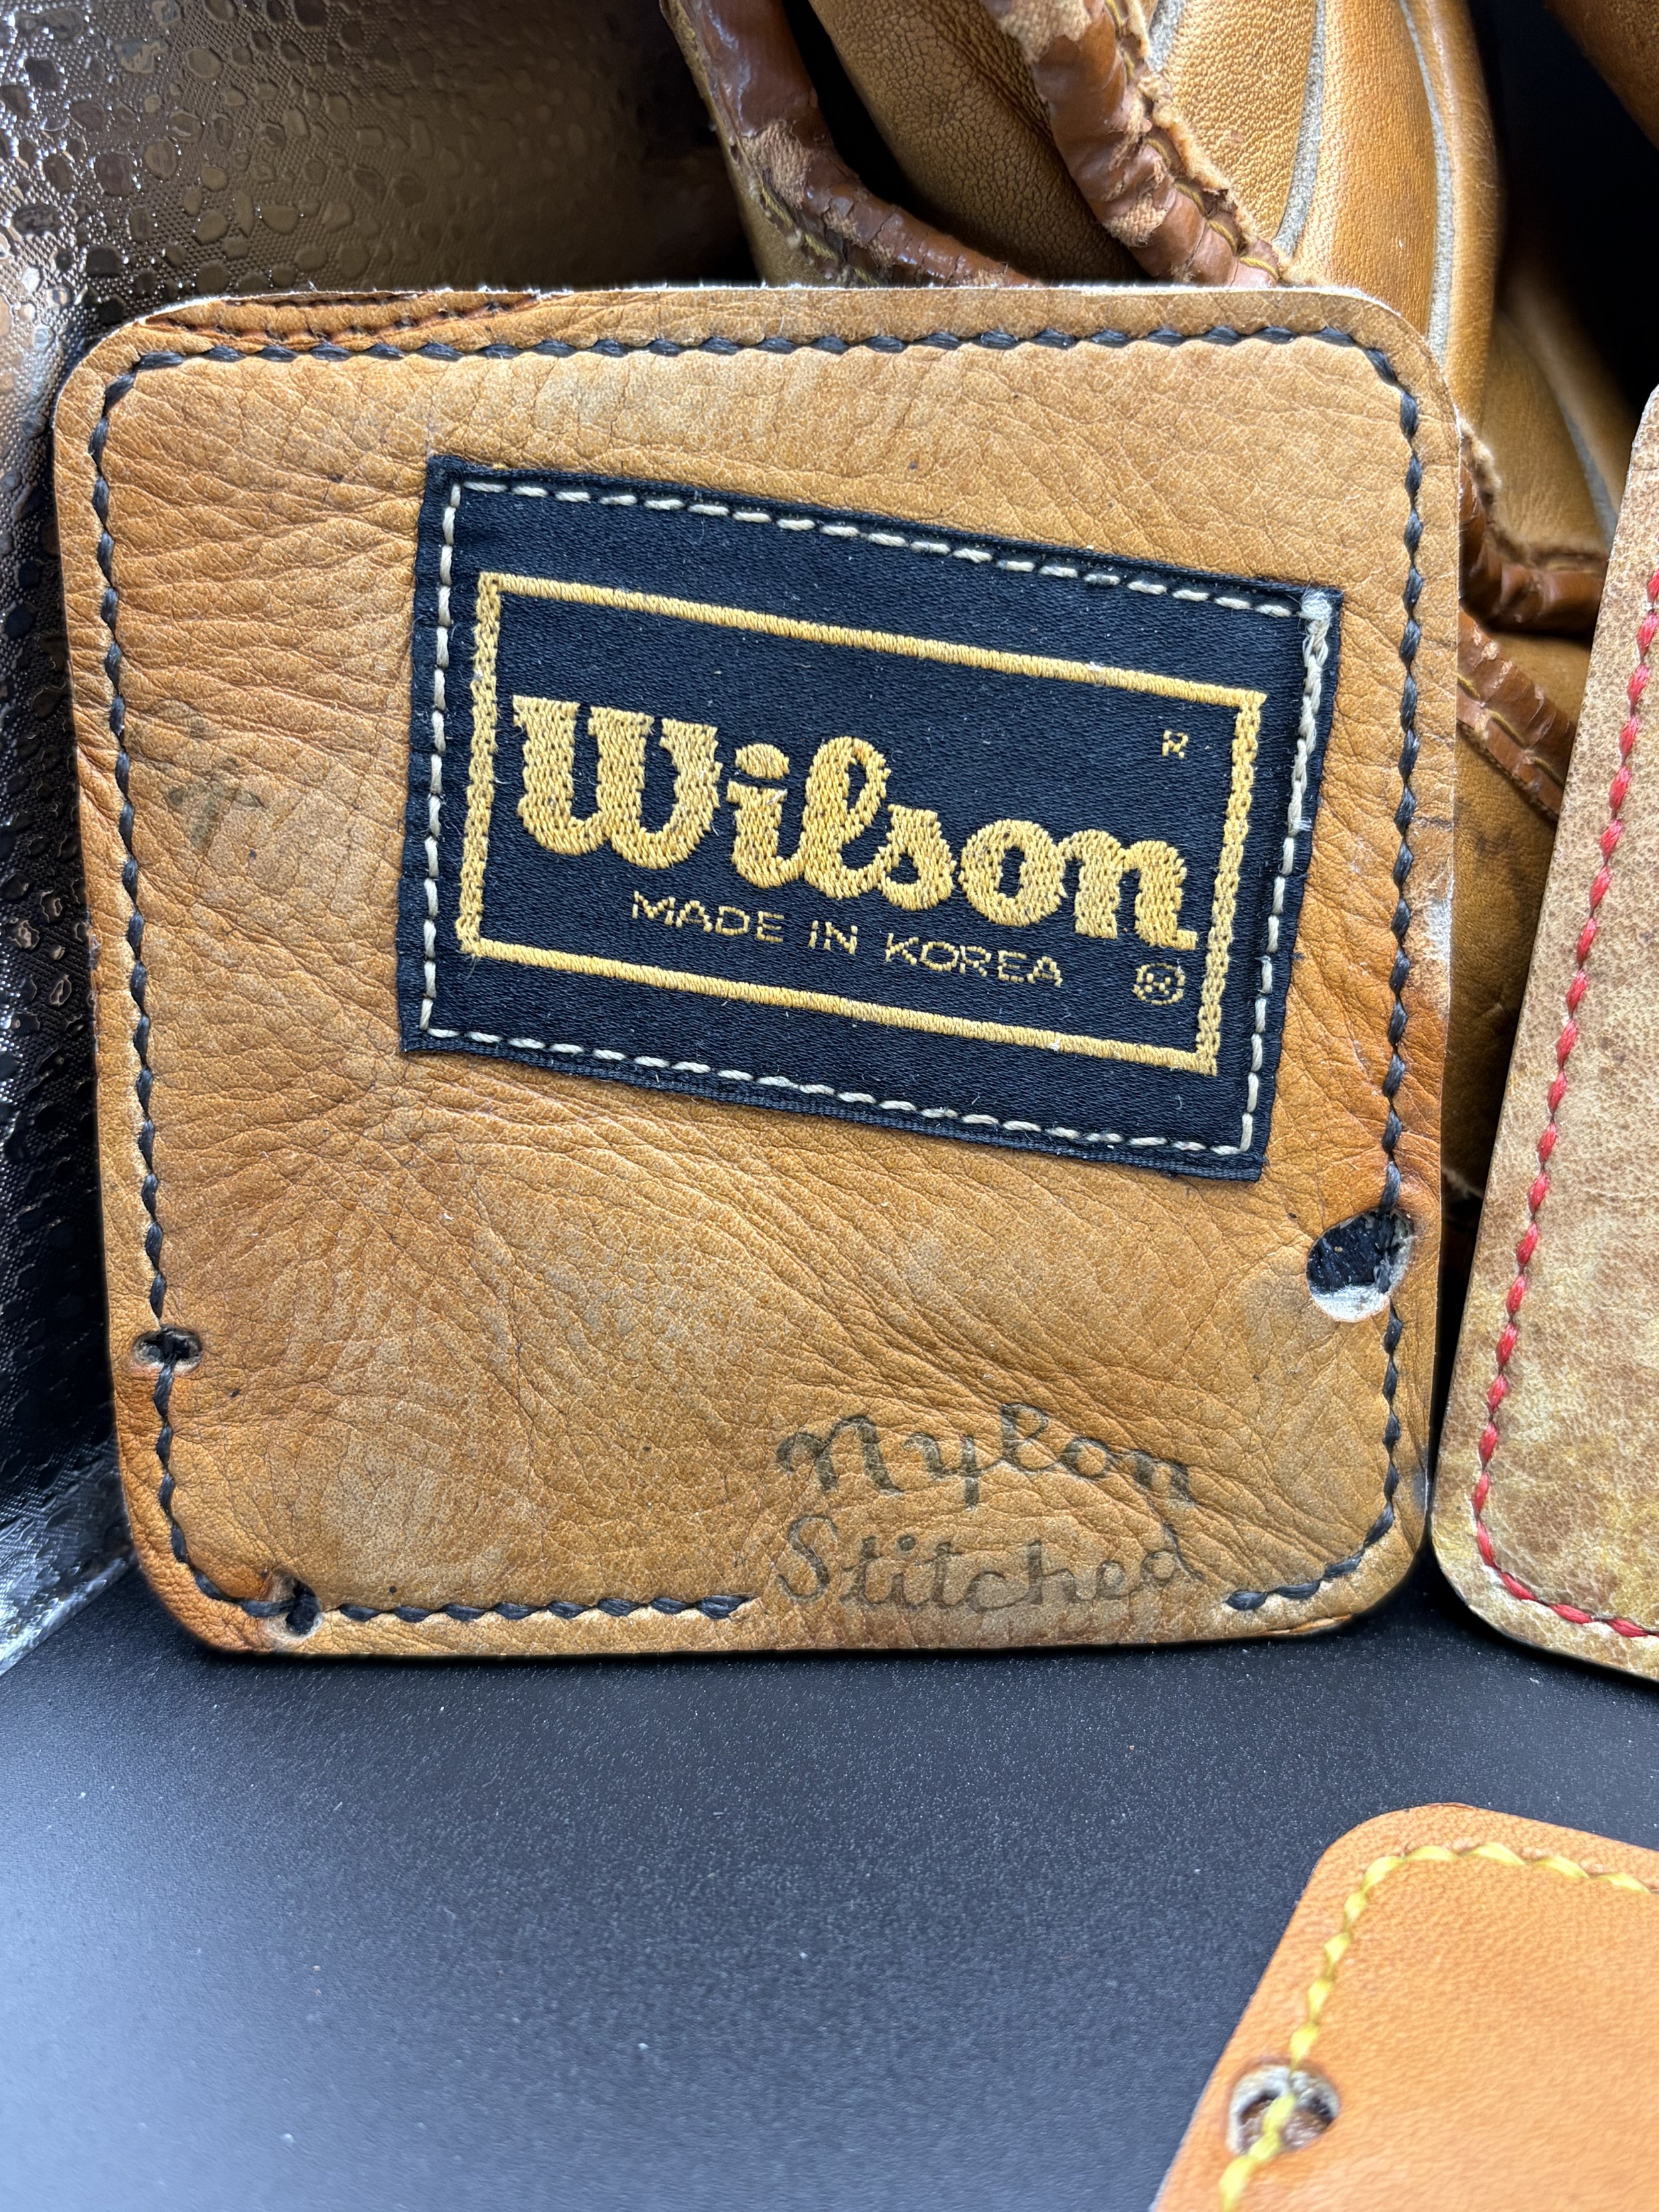 R
Wilson
MADE IN KOREA ®
Nylon
Stitched